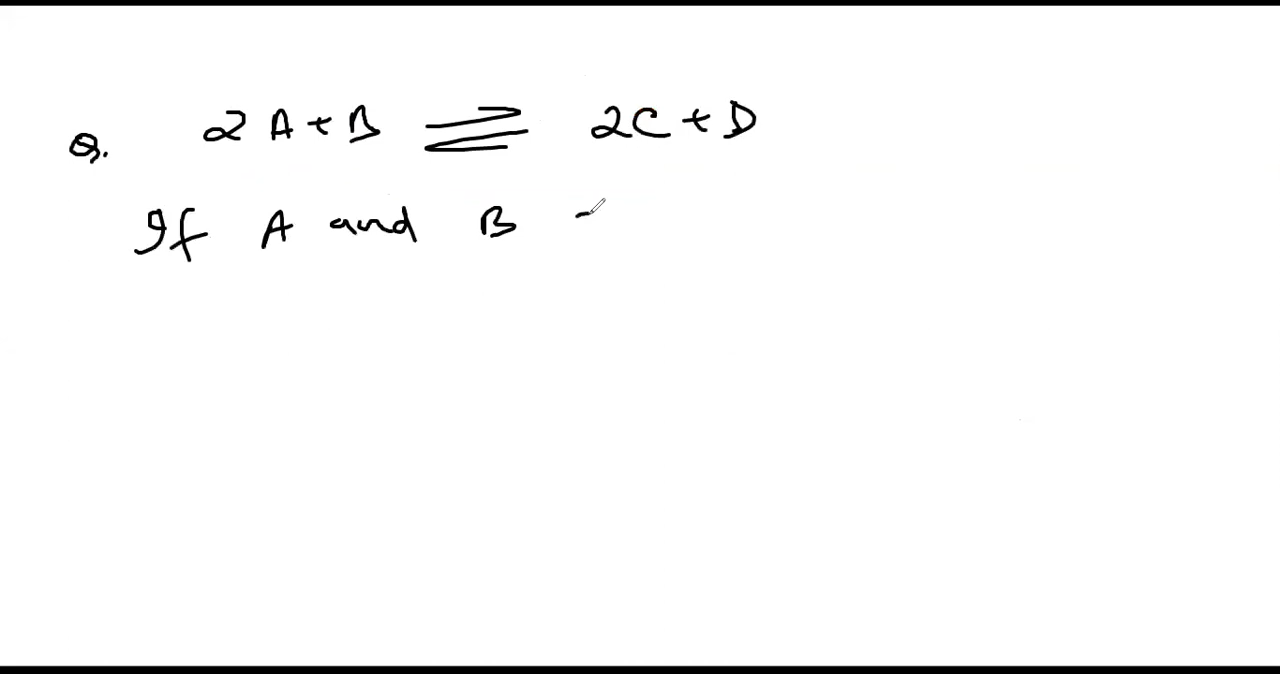 Q. 2A + B ⇌ 2C + D
If A and B